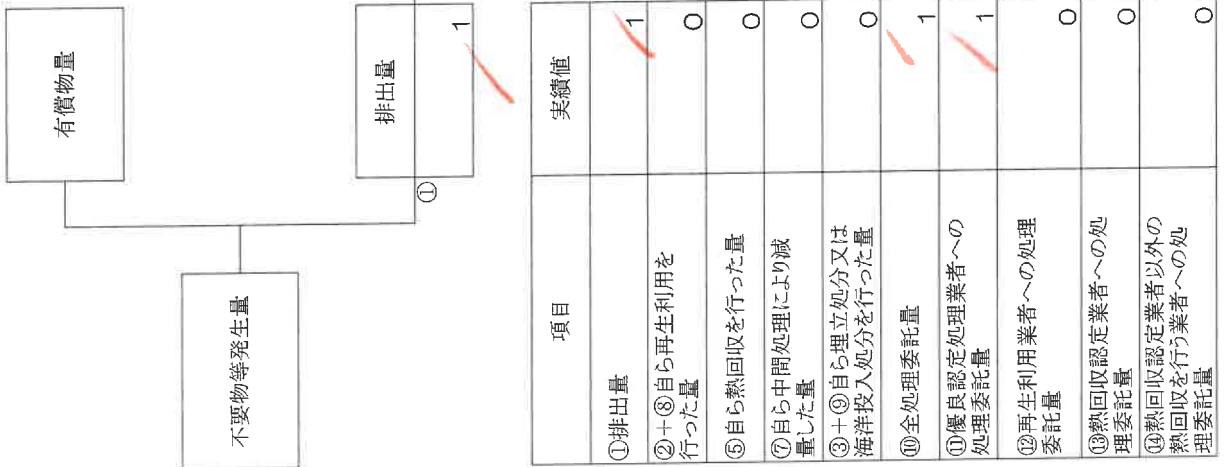 有償物量
不要物等発生量
①
排出量
1
項目
実績値
①排出量
1
②+⑧自ら再生利用を
行った量
0
⑤自ら熱回収を行った量
0
⑦自ら中間処理により減
量した量
0
③+⑨自ら埋立処分又は
海洋投入処分を行った量
0
⑩全処理委託量
1
⑪優良認定処理業者への
処理委託量
1
⑫再生利用業者への処理
委託量
0
⑬熱回収認定業者への処
理委託量
0
⑭熱回収認定業者以外の
熱回収を行う業者への処
理委託量
0